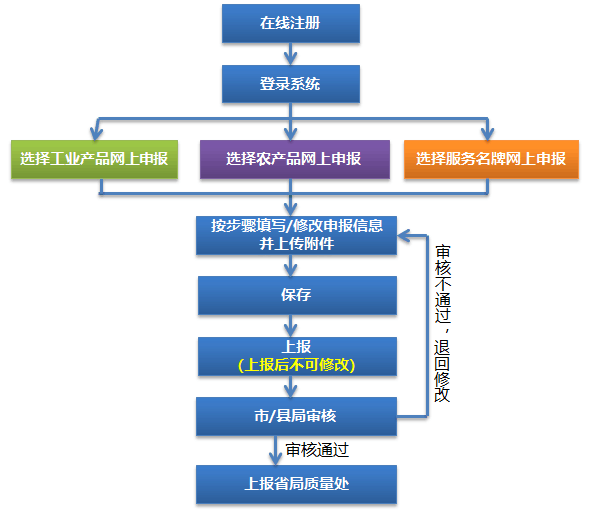 在线注册
登录系统
选择工业产品网上申报
选择农产品网上申报
选择服务名牌网上申报
按步骤填写/修改申报信息
并上传附件
保存
上报
(上报后不可修改)
市/县局审核
审核不通过，退回修改
审核通过
上报省局质量处